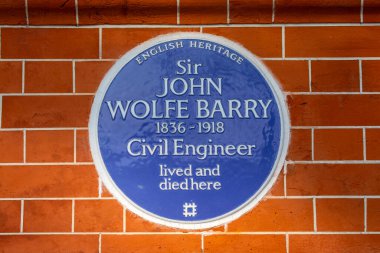 ENGLISH HERITAGE
Sir
JOHN
WOLFE BARRY
1836-1918
Civil Engineer
lived and
died here